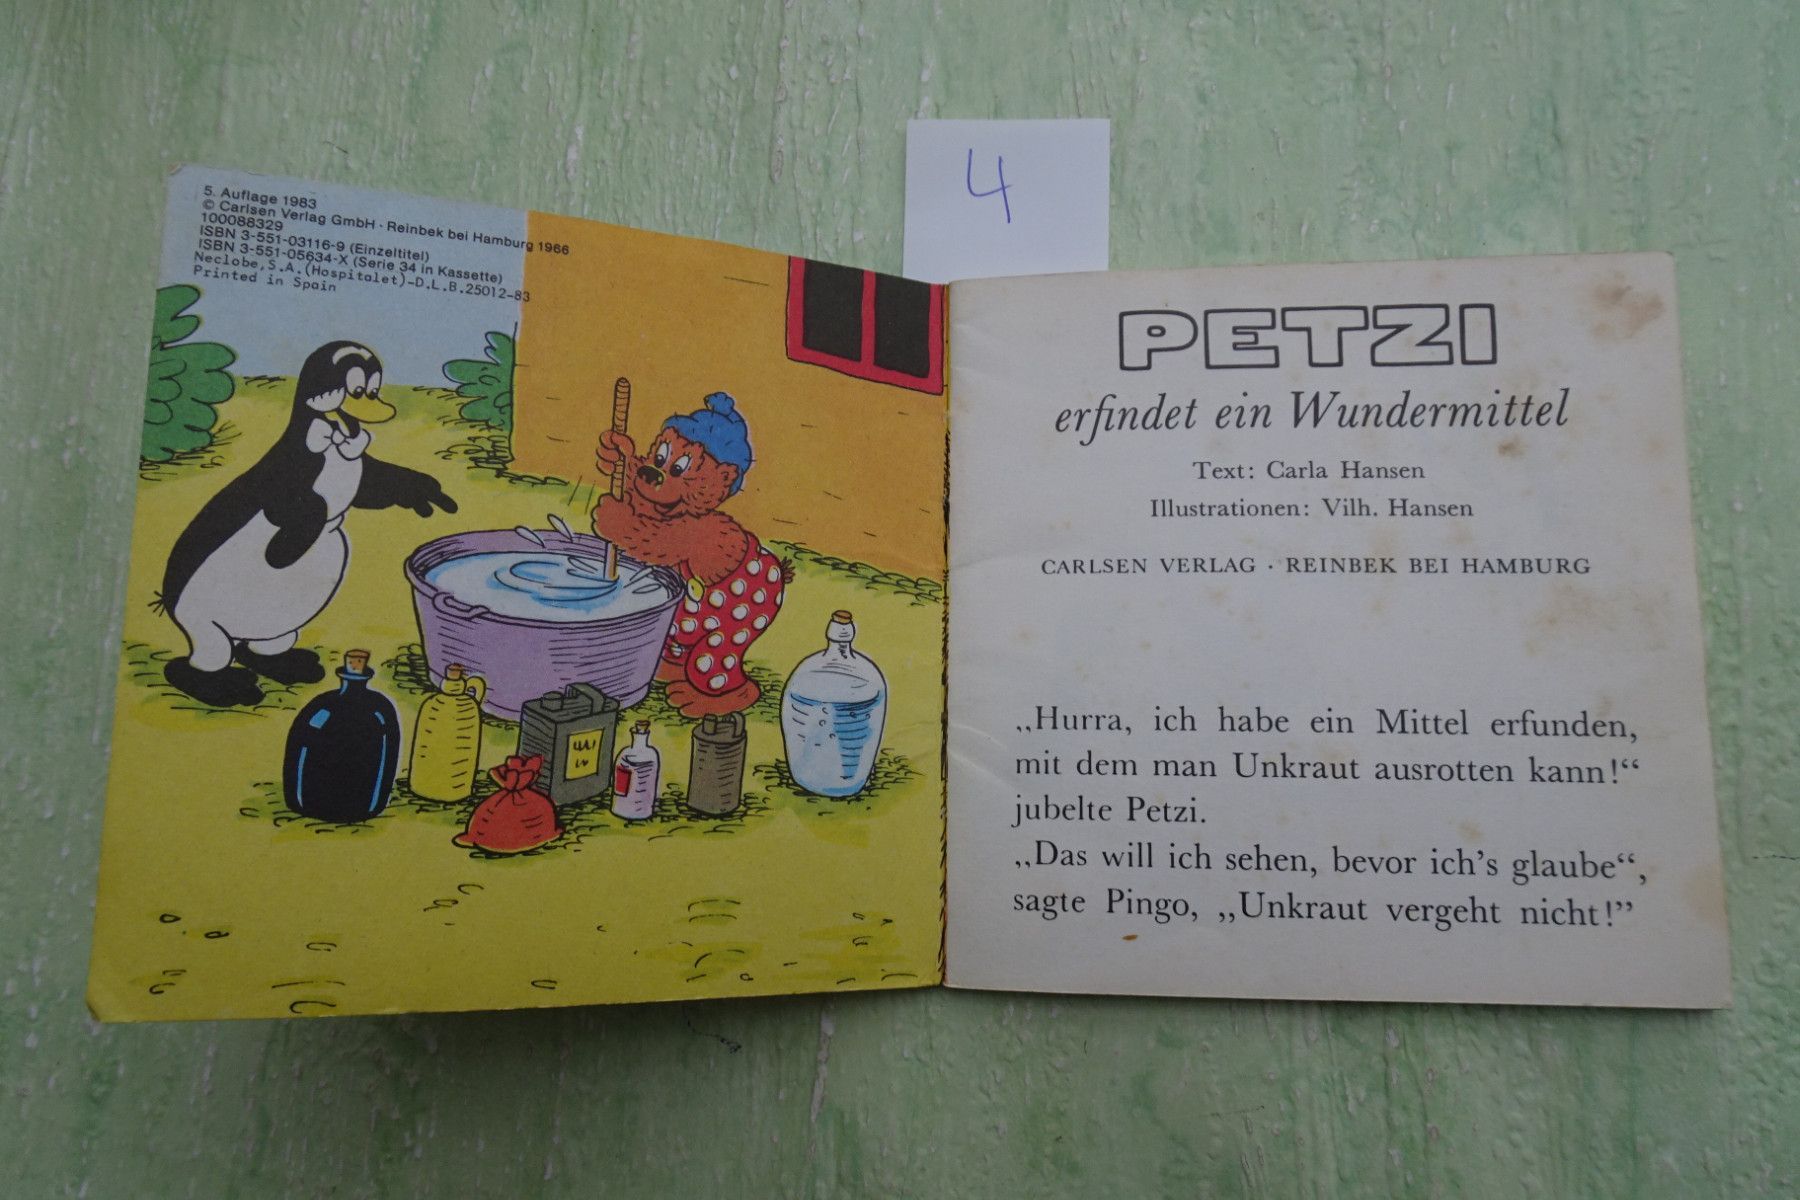 5. Auflage 1983
© Carlsen Verlag GmbH · Reinbek bei Hamburg 1966
100088329
ISBN 3-551-03116-9 (Einzeltitel)
ISBN 3-551-05634-X (Serie 34 in Kassette)
Neclobe,S.A.(Hospitalet)-D.L.B.25012-83
Printed in Spain
4
PETZI
erfindet ein Wundermittel
Text: Carla Hansen
Illustrationen: Vilh. Hansen
CARLSEN VERLAG · REINBEK BEI HAMBURG
„Hurra, ich habe ein Mittel erfunden,
mit dem man Unkraut ausrotten kann!“
jubelte Petzi.
„Das will ich sehen, bevor ich's glaube“,
sagte Pingo, „Unkraut vergeht nicht!”